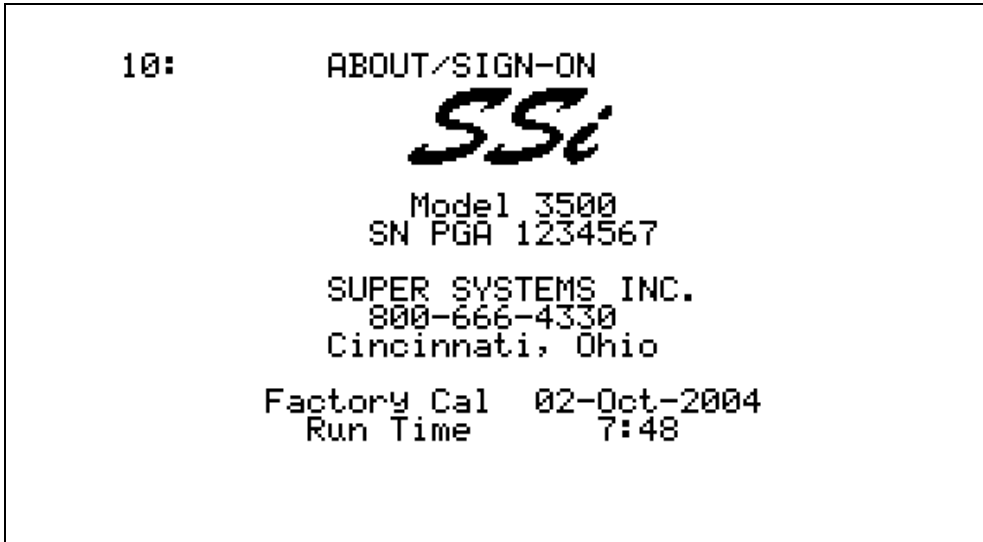 10: ABOUT/SIGN-ON
SSi
Model 3500
SN PGA 1234567
SUPER SYSTEMS INC.
800-666-4330
Cincinnati, Ohio
Factory Cal 02-Oct-2004
Run Time 7:48